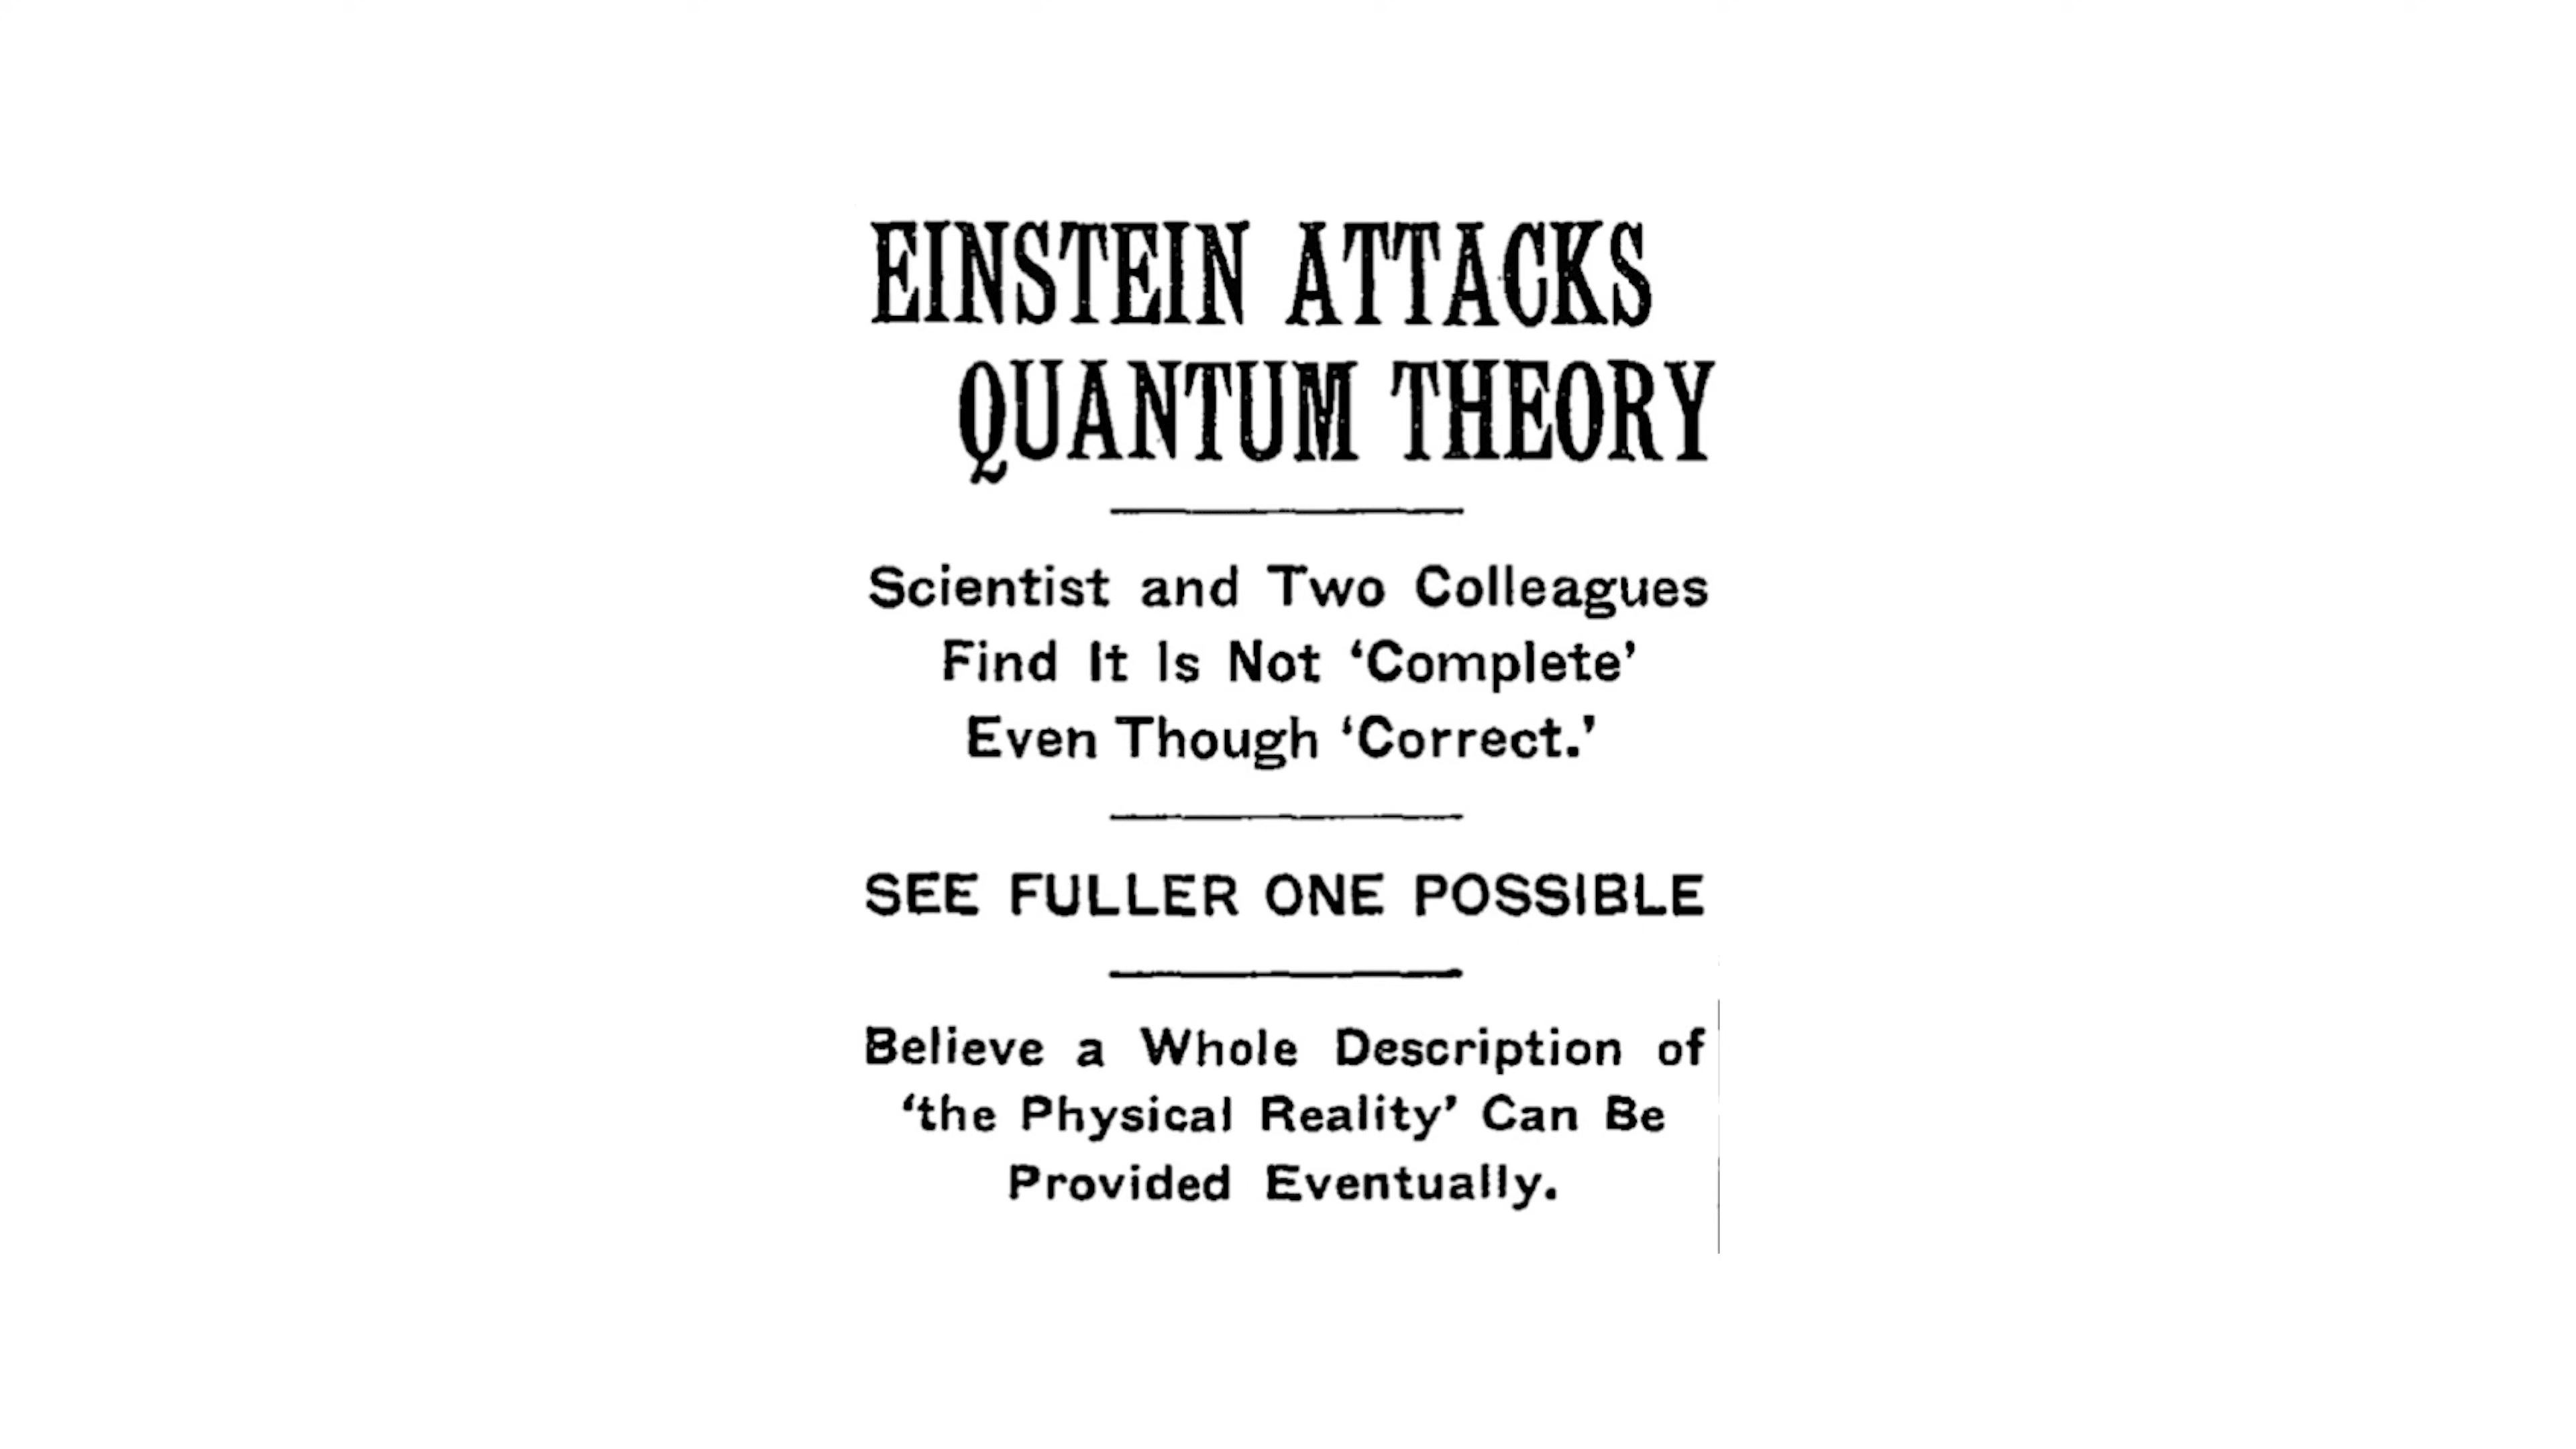 EINSTEIN ATTACKS
QUANTUM THEORY
Scientist and Two Colleagues
Find It Is Not ‘Complete’
Even Though ‘Correct.’
SEE FULLER ONE POSSIBLE
Believe a Whole Description of
‘the Physical Reality’ Can Be
Provided Eventually.